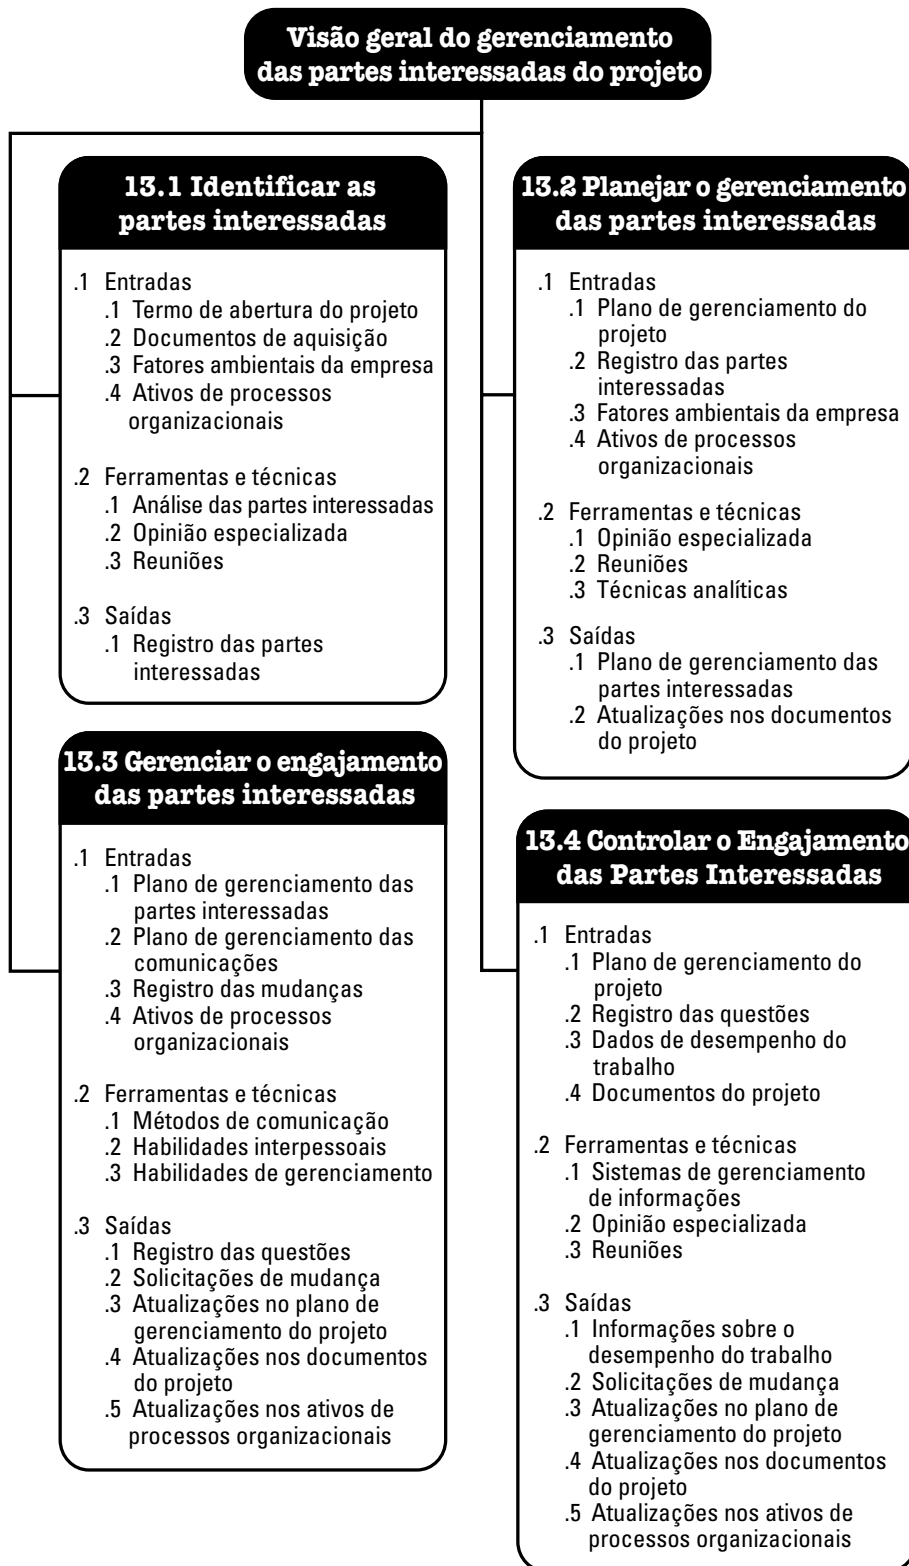 Visão geral do gerenciamento
das partes interessadas do projeto
13.1 Identificar as
partes interessadas
.1 Entradas
.1 Termo de abertura do projeto
.2 Documentos de aquisição
.3 Fatores ambientais da empresa
.4 Ativos de processos
organizacionais
.2 Ferramentas e técnicas
.1 Análise das partes interessadas
.2 Opinião especializada
.3 Reuniões
.3 Saídas
.1 Registro das partes
interessadas
13.2 Planejar o gerenciamento
das partes interessadas
.1 Entradas
.1 Plano de gerenciamento do
projeto
.2 Registro das partes
interessadas
.3 Fatores ambientais da empresa
.4 Ativos de processos
organizacionais
.2 Ferramentas e técnicas
.1 Opinião especializada
.2 Reuniões
.3 Técnicas analíticas
.3 Saídas
.1 Plano de gerenciamento das
partes interessadas
.2 Atualizações nos documentos
do projeto
13.3 Gerenciar o engajamento
das partes interessadas
.1 Entradas
.1 Plano de gerenciamento das
partes interessadas
.2 Plano de gerenciamento das
comunicações
.3 Registro das mudanças
.4 Ativos de processos
organizacionais
.2 Ferramentas e técnicas
.1 Métodos de comunicação
.2 Habilidades interpessoais
.3 Habilidades de gerenciamento
.3 Saídas
.1 Registro das questões
.2 Solicitações de mudança
.3 Atualizações no plano de
gerenciamento do projeto
.4 Atualizações nos documentos
do projeto
.5 Atualizações nos ativos de
processos organizacionais
13.4 Controlar o Engajamento
das Partes Interessadas
.1 Entradas
.1 Plano de gerenciamento do
projeto
.2 Registro das questões
.3 Dados de desempenho do
trabalho
.4 Documentos do projeto
.2 Ferramentas e técnicas
.1 Sistemas de gerenciamento
de informações
.2 Opinião especializada
.3 Reuniões
.3 Saídas
.1 Informações sobre o
desempenho do trabalho
.2 Solicitações de mudança
.3 Atualizações no plano de
gerenciamento do projeto
.4 Atualizações nos documentos
do projeto
.5 Atualizações nos ativos de
processos organizacionais